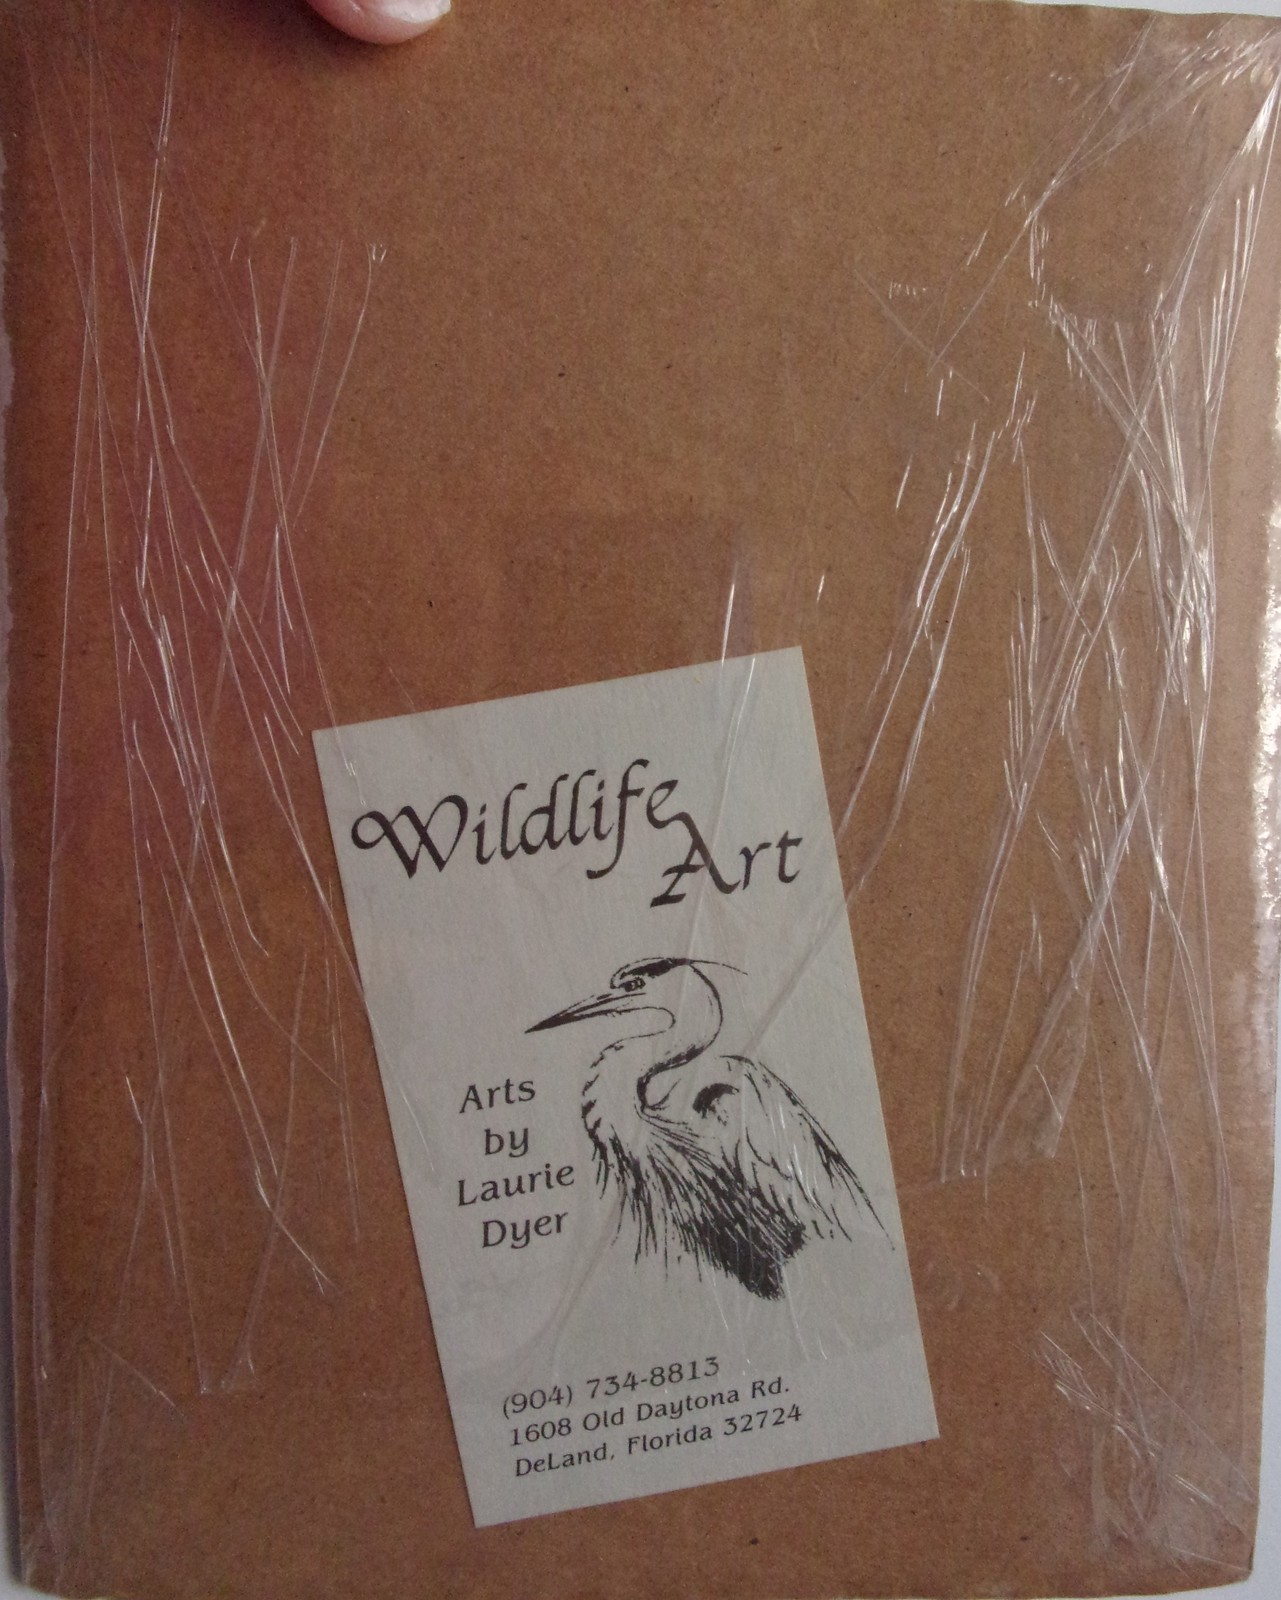 Wildlife
Art
Arts
by
Laurie
Dyer
(904) 734-8813
1608 Old Daytona Rd.
DeLand, Florida 32724